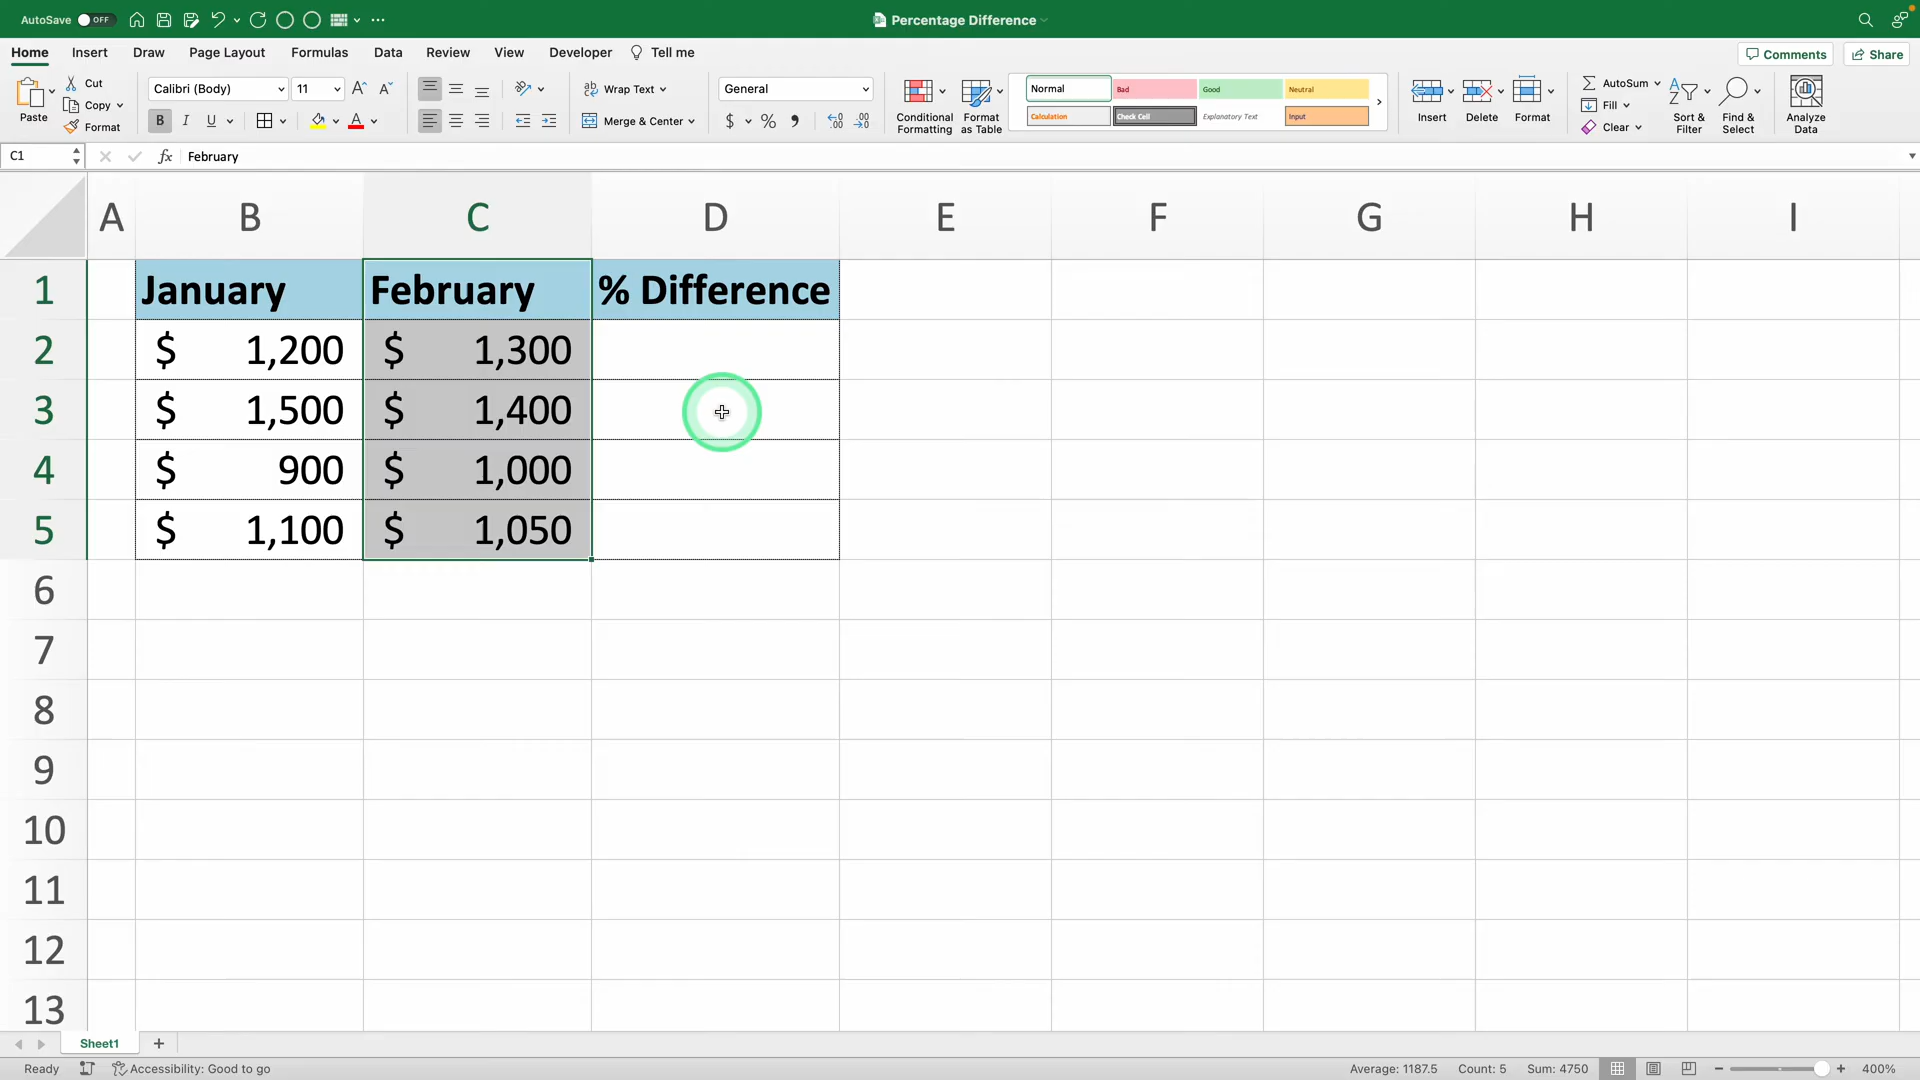 AutoSave OFF
Percentage Difference
Home Insert Draw Page Layout Formulas Data Review View Developer Tell me
Comments Share
Paste
Cut
Copy
Format
Calibri (Body) 11 A A
B I U A
ab Wrap Text
Merge & Center
General
$ % ,
Conditional Formatting
Format as Table
Normal Bad Good Neutral
Calculation Check Cell Explanatory Text Input
Insert Delete Format
AutoSum
Fill
Clear
Sort & Filter
Find & Select
Analyze Data
C1 fx February
A B C D E F G H I
1 January February % Difference
2 $ 1,200 $ 1,300
3 $ 1,500 $ 1,400
4 $ 900 $ 1,000
5 $ 1,100 $ 1,050
6
7
8
9
10
11
12
13
Sheet1 +
Ready Accessibility: Good to go Average: 1187.5 Count: 5 Sum: 4750 400%